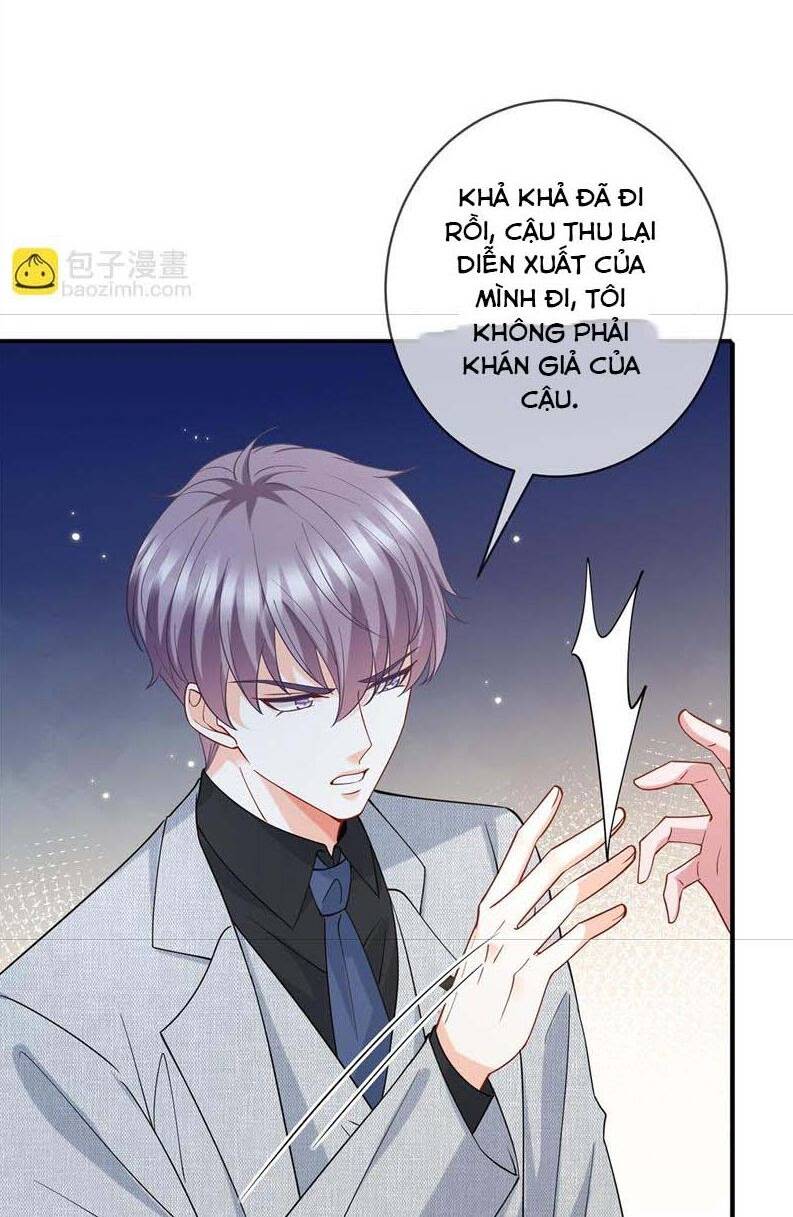 包子漫畫
baozimh.com
KHẢ KHẢ ĐÃ ĐI
RỒI, CẬU THU LẠI
DIỄN XUẤT CỦA
MÌNH ĐI, TÔI
KHÔNG PHẢI
KHÁN GIẢ CỦA
CẬU.